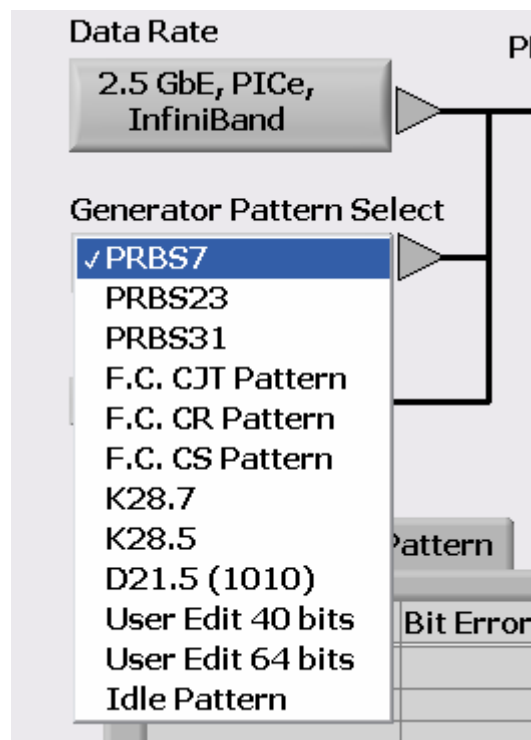 Data Rate
2.5 GbE, PICe,
InfiniBand
Generator Pattern Select
✓PRBS7
PRBS23
PRBS31
F.C. CJT Pattern
F.C. CR Pattern
F.C. CS Pattern
K28.7
K28.5
D21.5 (1010)
User Edit 40 bits
User Edit 64 bits
Idle Pattern
Pattern
Bit Error